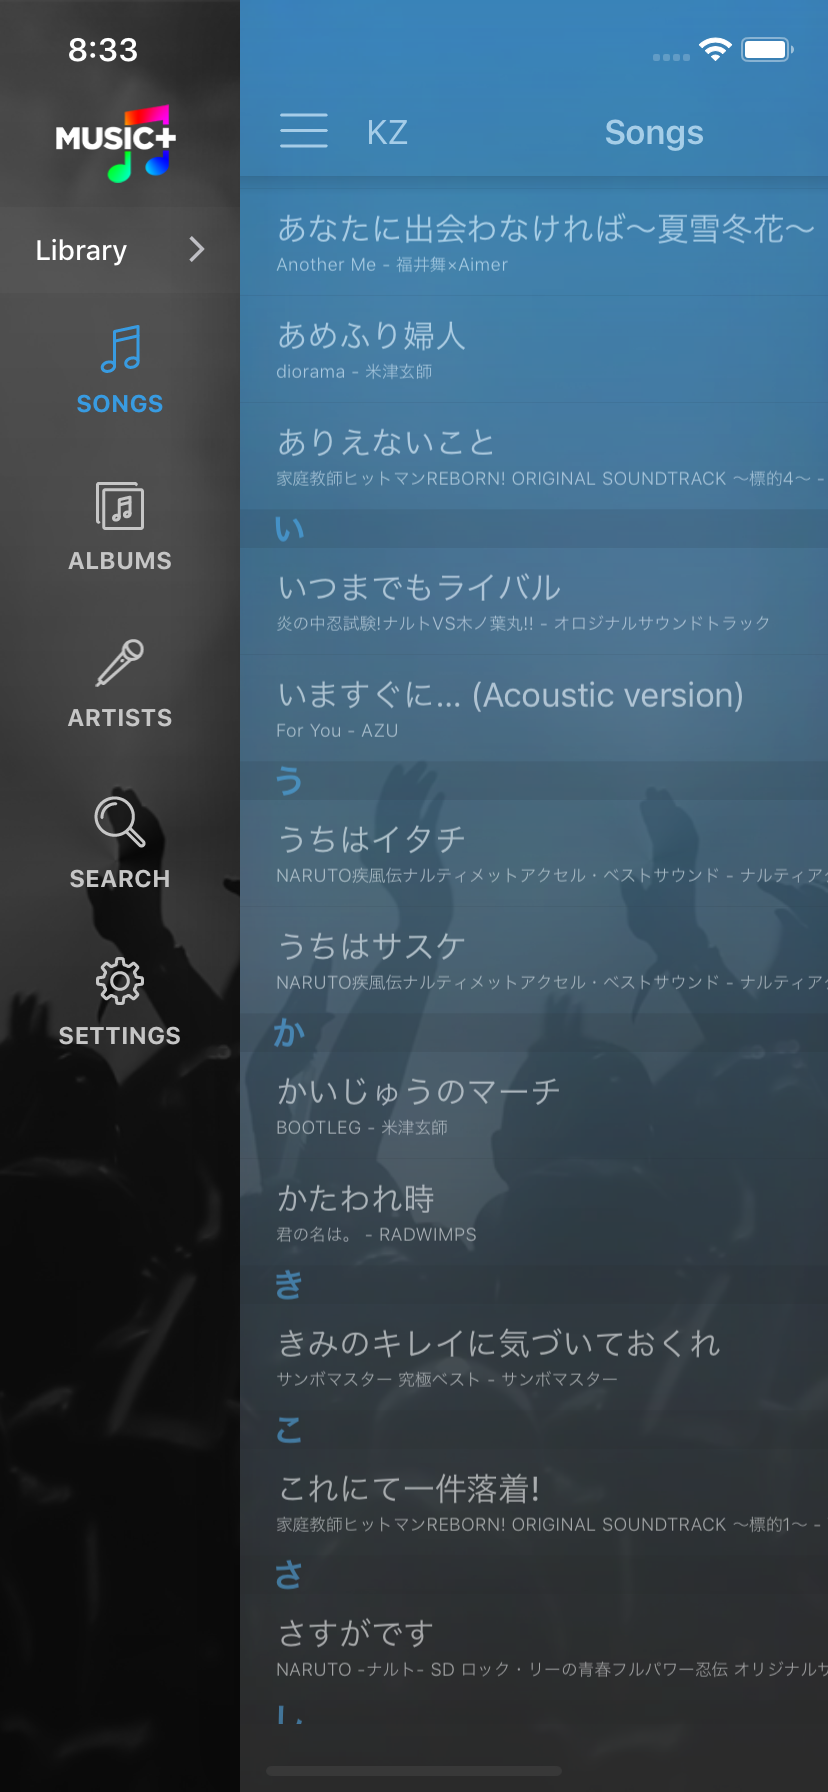 8:33
MUSIC+
Library
SONGS
ALBUMS
ARTISTS
SEARCH
SETTINGS
KZ
Songs
あなたに出会わなければ〜夏雪冬花〜
Another Me - 福井舞×Aimer
あめふり婦人
diorama - 米津玄師
ありえないこと
家庭教師ヒットマンREBORN! ORIGINAL SOUNDTRACK 〜標的4〜 -
い
いつまでもライバル
炎の中忍試験!ナルトVS木ノ葉丸!! - オロジナルサウンドトラック
いますぐに... (Acoustic version)
For You - AZU
う
うちはイタチ
NARUTO疾風伝ナルティメットアクセル・べストサウンド - ナルティア
うちはサスケ
NARUTO疾風伝ナルティメットアクセル・べストサウンド - ナルティア
か
かいじゅうのマーチ
BOOTLEG - 米津玄師
かたわれ時
君の名は。 - RADWIMPS
き
きみのキレイに気づいておくれ
サンボマスター 究極ベスト - サンボマスター
こ
これにて一件落着!
家庭教師ヒットマンREBORN! ORIGINAL SOUNDTRACK 〜標的1〜 -
さ
さすがです
NARUTO -ナルト- SD ロック・リーの青春フルパワー忍伝 オリジナル